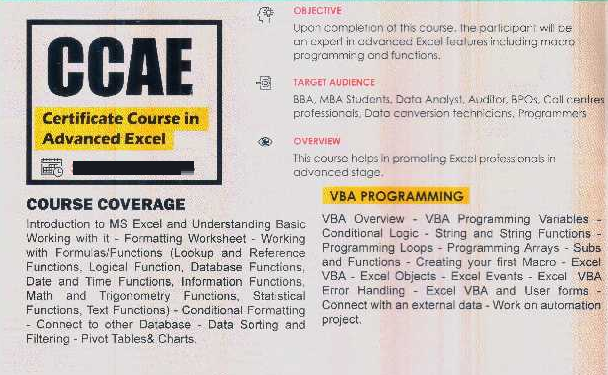 CCAE
Certificate Course in
Advanced Excel
OBJECTIVE
Upon completion of this course, the participant will be
an expert in advanced Excel features including macro
programming and functions.
TARGET AUDIENCE
BBA, MBA Students, Data Analyst, Auditor, BPOs, Call centres
professionals, Data conversion technicians, Programmers
OVERVIEW
This course helps in promoting Excel professionals in
advanced stage.
COURSE COVERAGE
Introduction to MS Excel and Understanding Basic
Working with it - Formatting Worksheet - Working
with Formulas/Functions (Lookup and Reference
Functions, Logical Function, Database Functions,
Date and Time Functions, Information Functions,
Math and Trigonometry Functions, Statistical
Functions, Text Functions) - Conditional Formatting
- Connect to other Database - Data Sorting and
Filtering - Pivot Tables& Charts.
VBA PROGRAMMING
VBA Overview - VBA Programming Variables -
Conditional Logic - String and String Functions -
Programming Loops - Programming Arrays - Subs
and Functions - Creating your first Macro - Excel
VBA - Excel Objects - Excel Events - Excel VBA
Error Handling - Excel VBA and User forms -
Connect with an external data - Work on automation
project.